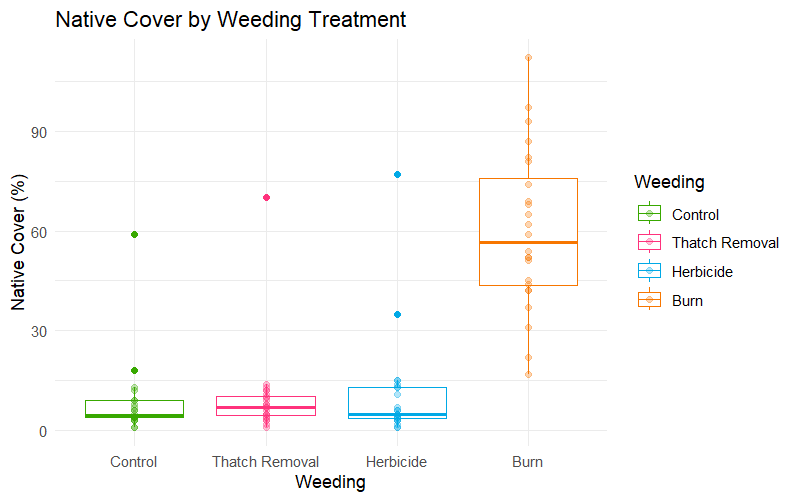 Native Cover by Weeding Treatment
Native Cover (%)
90
60
30
0
Control Thatch Removal Herbicide Burn
Weeding
Weeding
Control
Thatch Removal
Herbicide
Burn